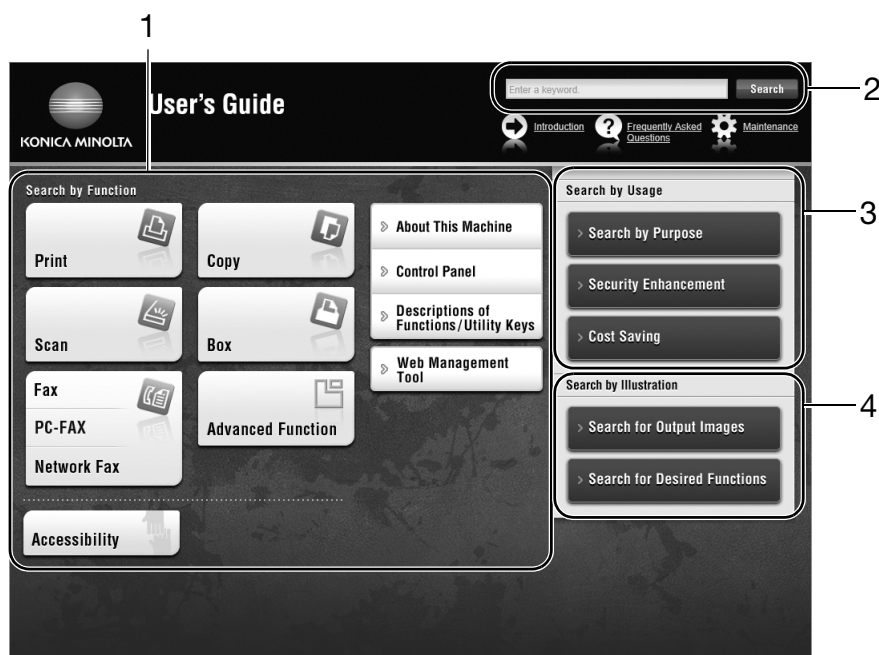 1
User's Guide
KONICA MINOLTA
Enter a keyword.
Search
2
Introduction
Frequently Asked
Questions
Maintenance
Search by Function
Print
Copy
Scan
Box
Fax
PC-FAX
Network Fax
Advanced Function
Accessibility
About This Machine
Control Panel
Descriptions of
Functions/Utility Keys
Web Management
Tool
Search by Usage
3
Search by Purpose
Security Enhancement
Cost Saving
Search by Illustration
4
Search for Output Images
Search for Desired Functions